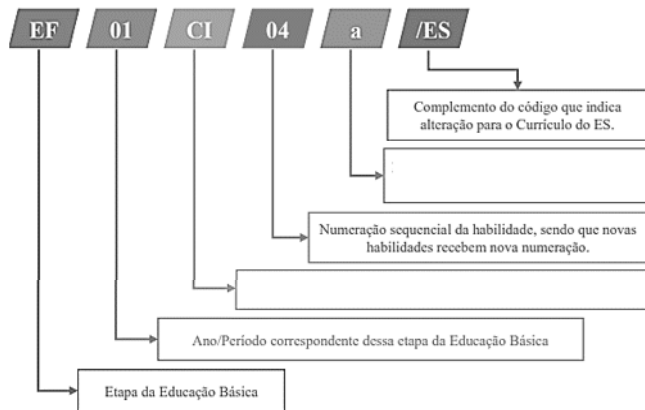 EF 01 CI 04 a /ES
Complemento do código que indica
alteração para o Currículo do ES.
Numeração sequencial da habilidade, sendo que novas
habilidades recebem nova numeração.
Ano/Período correspondente dessa etapa da Educação Básica
Etapa da Educação Básica